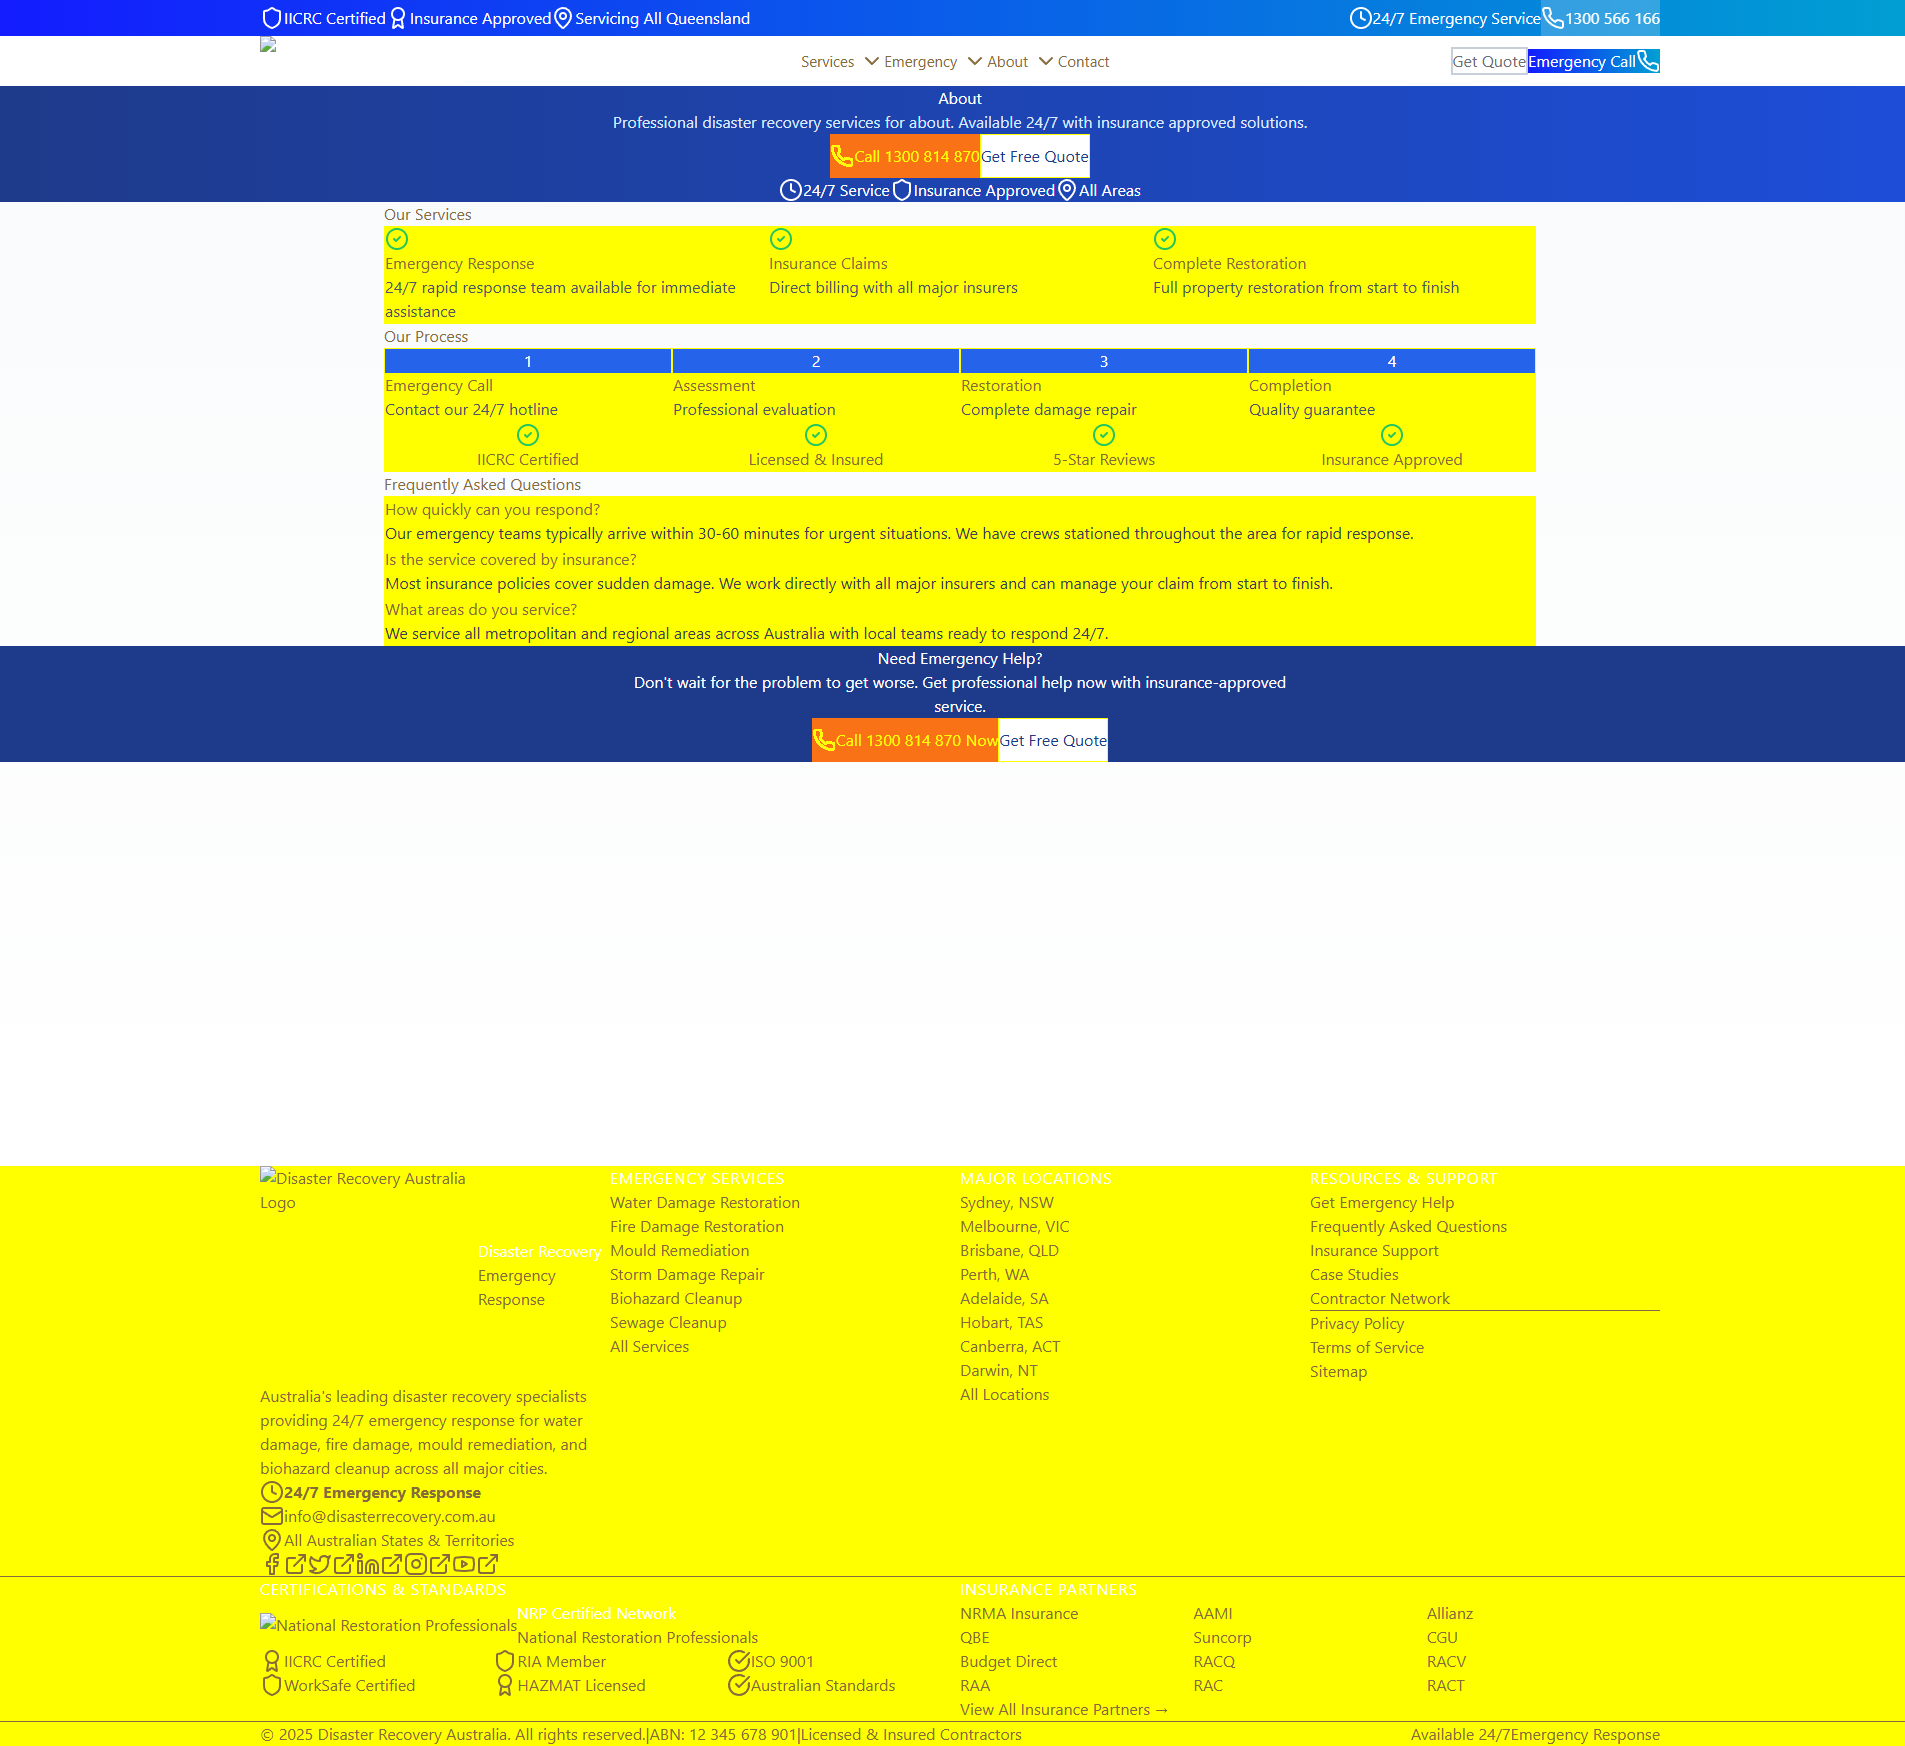 IICRC Certified Insurance Approved Servicing All Queensland 24/7 Emergency Service 1300 566 166
Services Emergency About Contact Get Quote Emergency Call
About
Professional disaster recovery services for about. Available 24/7 with insurance approved solutions.
Call 1300 814 870 Get Free Quote
24/7 Service Insurance Approved All Areas
Our Services
Emergency Response
24/7 rapid response team available for immediate
assistance
Insurance Claims
Direct billing with all major insurers
Complete Restoration
Full property restoration from start to finish
Our Process
1 2 3 4
Emergency Call Assessment Restoration Completion
Contact our 24/7 hotline Professional evaluation Complete damage repair Quality guarantee
IICRC Certified Licensed & Insured 5-Star Reviews Insurance Approved
Frequently Asked Questions
How quickly can you respond?
Our emergency teams typically arrive within 30-60 minutes for urgent situations. We have crews stationed throughout the area for rapid response.
Is the service covered by insurance?
Most insurance policies cover sudden damage. We work directly with all major insurers and can manage your claim from start to finish.
What areas do you service?
We service all metropolitan and regional areas across Australia with local teams ready to respond 24/7.
Need Emergency Help?
Don't wait for the problem to get worse. Get professional help now with insurance-approved
service.
Call 1300 814 870 Now Get Free Quote
Disaster Recovery Australia
Logo
Disaster Recovery
Emergency
Response
Australia's leading disaster recovery specialists
providing 24/7 emergency response for water
damage, fire damage, mould remediation, and
biohazard cleanup across all major cities.
24/7 Emergency Response
info@disasterrecovery.com.au
All Australian States & Territories
EMERGENCY SERVICES
Water Damage Restoration
Fire Damage Restoration
Mould Remediation
Storm Damage Repair
Biohazard Cleanup
Sewage Cleanup
All Services
MAJOR LOCATIONS
Sydney, NSW
Melbourne, VIC
Brisbane, QLD
Perth, WA
Adelaide, SA
Hobart, TAS
Canberra, ACT
Darwin, NT
All Locations
RESOURCES & SUPPORT
Get Emergency Help
Frequently Asked Questions
Insurance Support
Case Studies
Contractor Network
Privacy Policy
Terms of Service
Sitemap
CERTIFICATIONS & STANDARDS
National Restoration Professionals
NRP Certified Network
National Restoration Professionals
IICRC Certified RIA Member ISO 9001
WorkSafe Certified HAZMAT Licensed Australian Standards
INSURANCE PARTNERS
NRMA Insurance AAMI Allianz
QBE Suncorp CGU
Budget Direct RACQ RACV
RAA RAC RACT
View All Insurance Partners →
© 2025 Disaster Recovery Australia. All rights reserved.|ABN: 12 345 678 901|Licensed & Insured Contractors Available 24/7Emergency Response